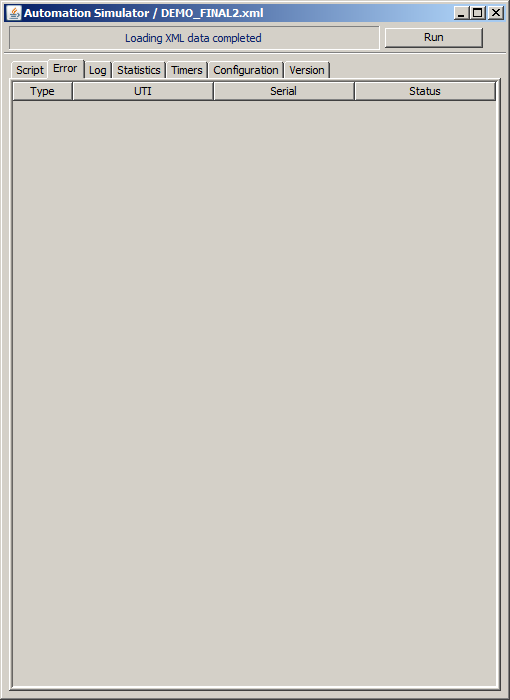 Automation Simulator / DEMO_FINAL2.xml
Loading XML data completed
Run
Script Error Log Statistics Timers Configuration Version
Type UTI Serial Status